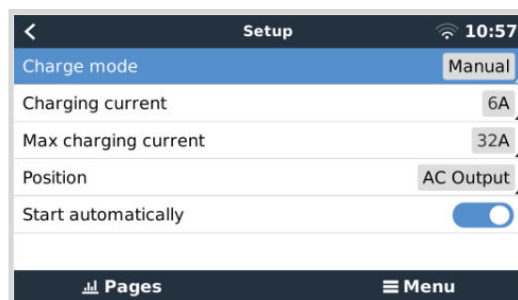 Setup 10:57
Charge mode Manual
Charging current 6A
Max charging current 32A
Position AC Output
Start automatically
Pages Menu